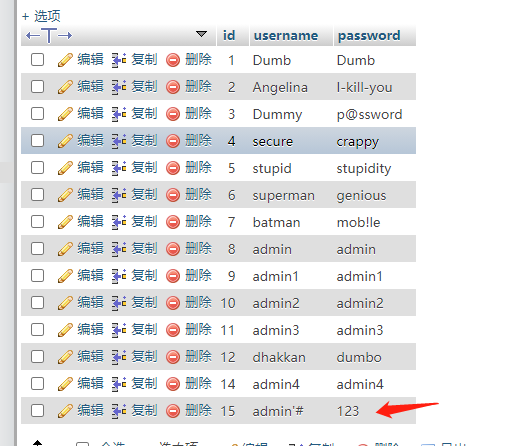 + 选项
←T→ id username password
编辑 复制 删除 1 Dumb Dumb
编辑 复制 删除 2 Angelina I-kill-you
编辑 复制 删除 3 Dummy p@ssword
编辑 复制 删除 4 secure crappy
编辑 复制 删除 5 stupid stupidity
编辑 复制 删除 6 superman genious
编辑 复制 删除 7 batman mob!le
编辑 复制 删除 8 admin admin
编辑 复制 删除 9 admin1 admin1
编辑 复制 删除 10 admin2 admin2
编辑 复制 删除 11 admin3 admin3
编辑 复制 删除 12 dhakkan dumbo
编辑 复制 删除 14 admin4 admin4
编辑 复制 删除 15 admin'# 123